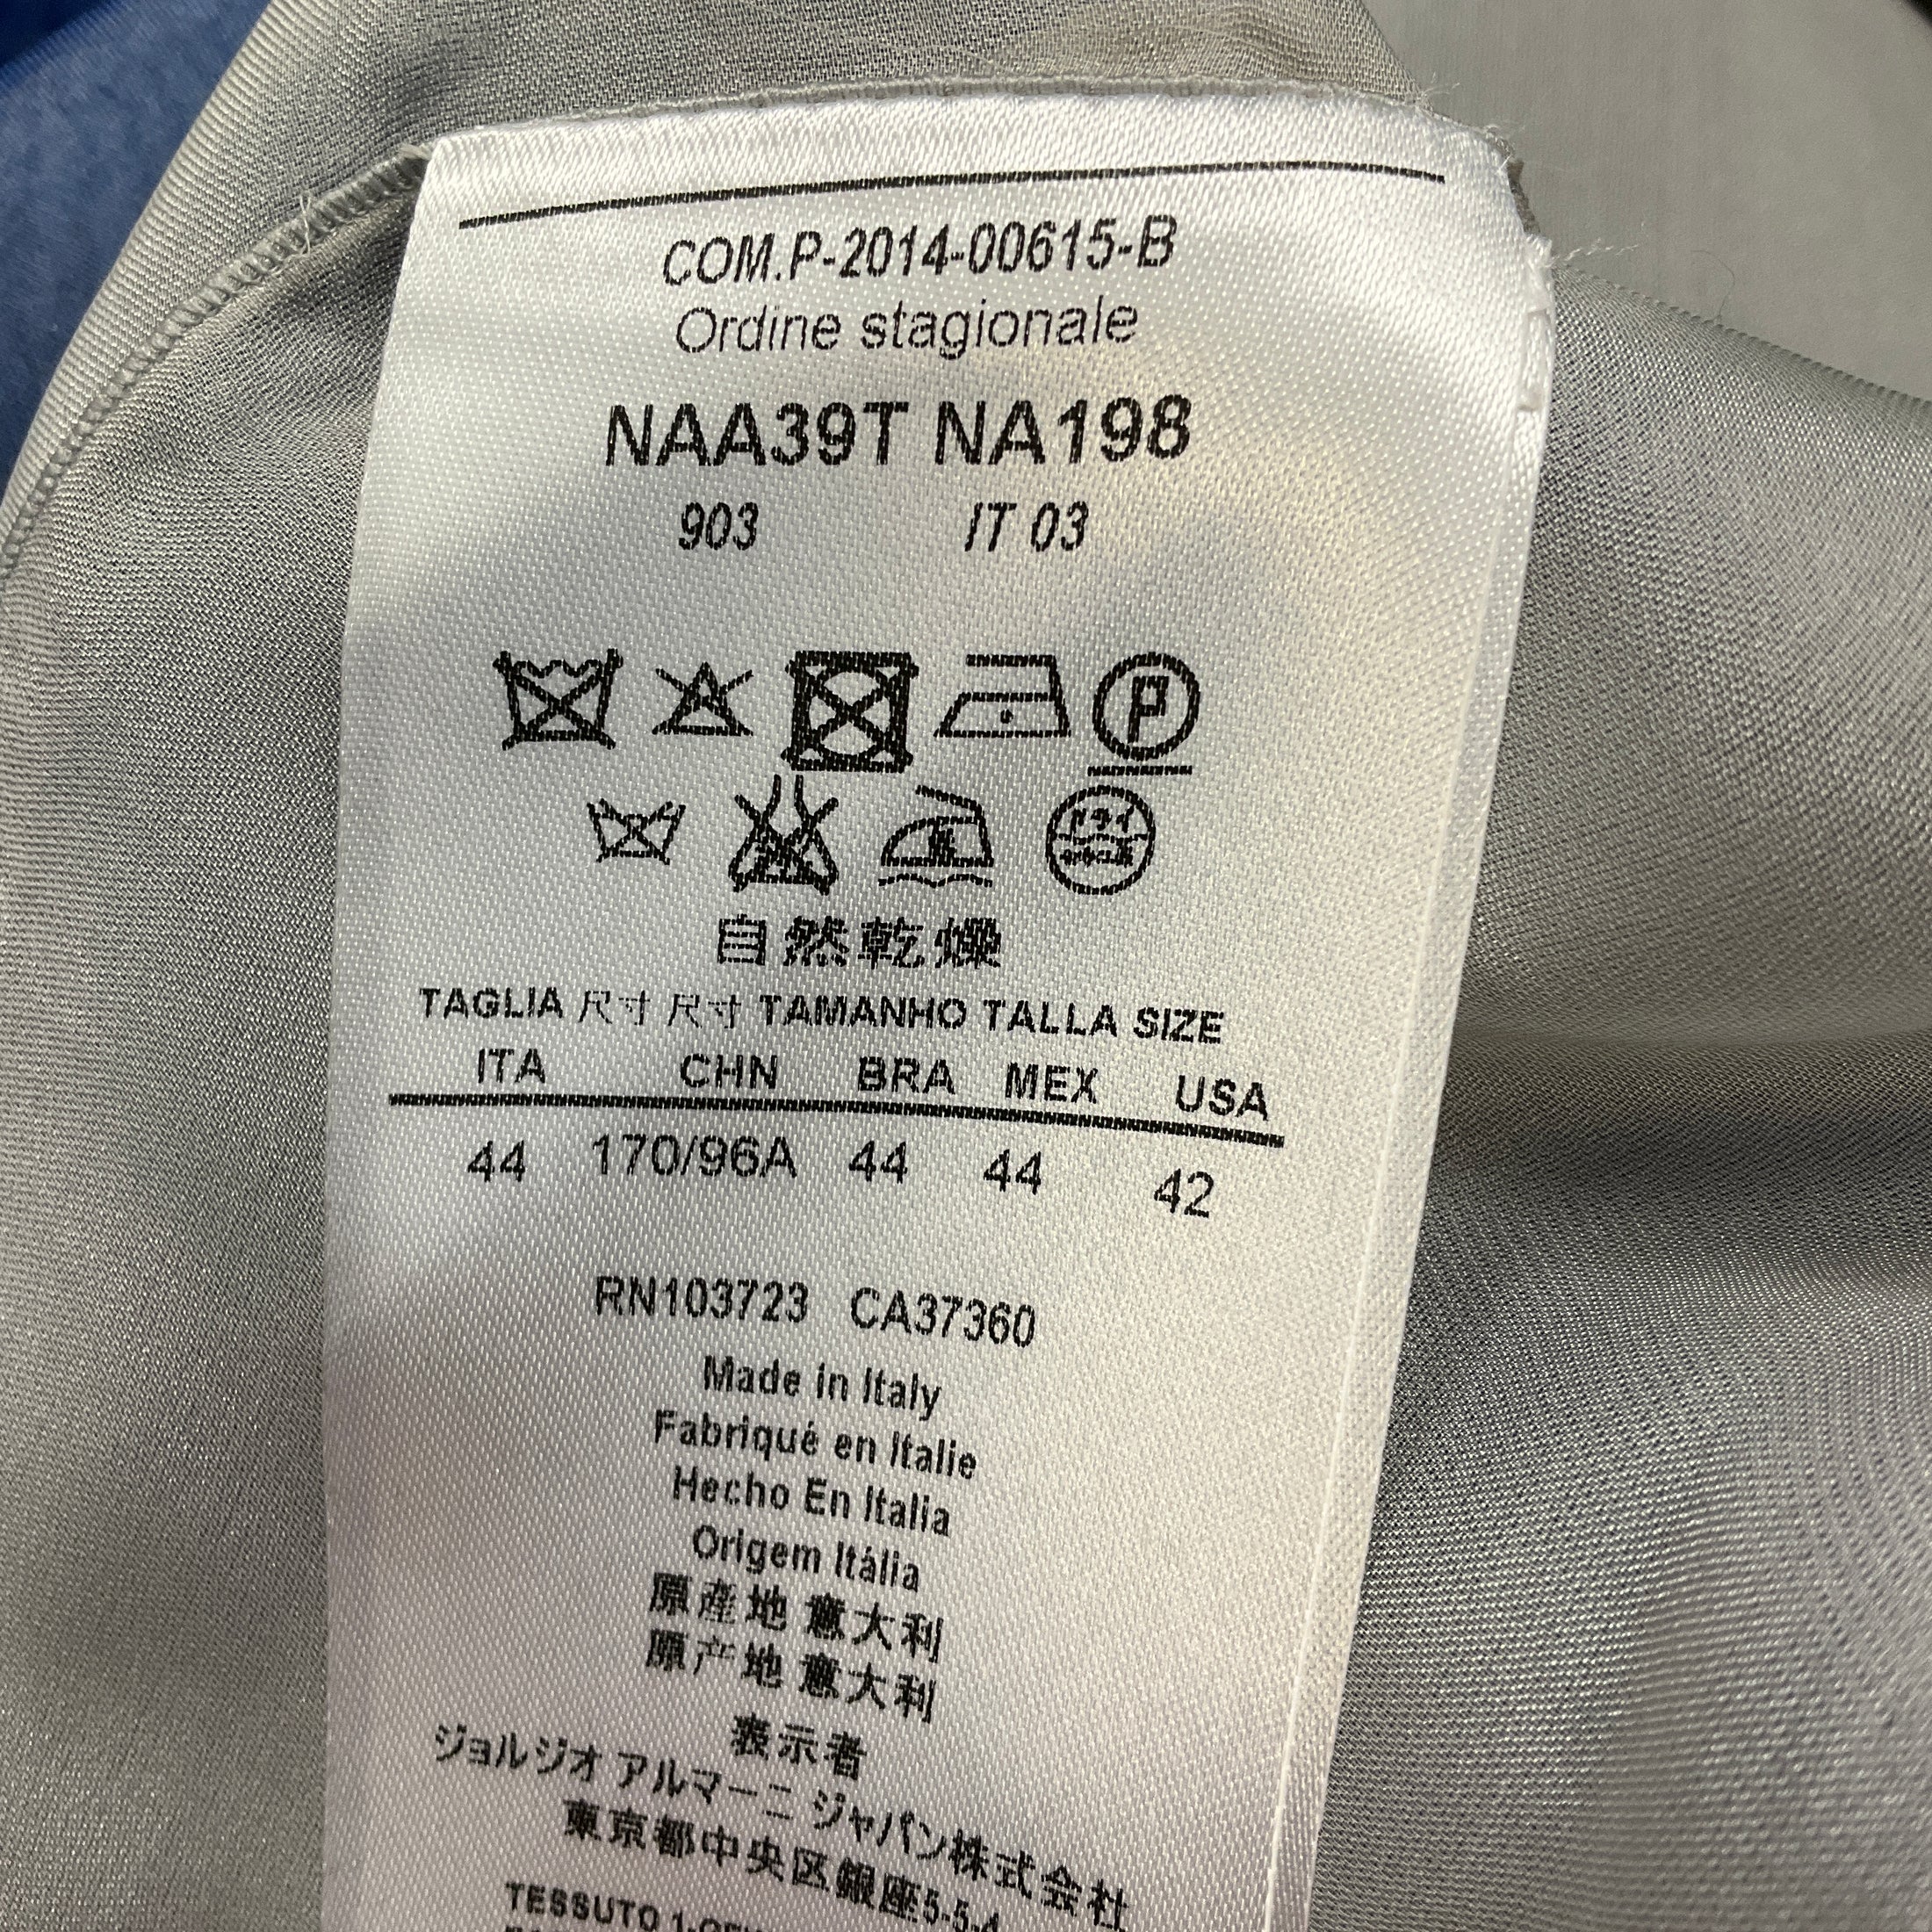 COM.P-2014-00615-B
Ordine stagionale
NAA39T NA198
903 IT 03
P
ドライ
自然乾燥
TAGLIA 尺寸 尺寸 TAMANHO TALLA SIZE
ITA CHN BRA MEX USA
44 170/96A 44 44 42
RN103723 CA37360
Made in Italy
Fabriqué en Italie
Hecho En Italia
Origem Itália
原產地 意大利
原产地 意大利
表示者
ジョルジオ アルマーニ ジャパン株式会社
東京都中央区銀座5-5-4
TESSUTO